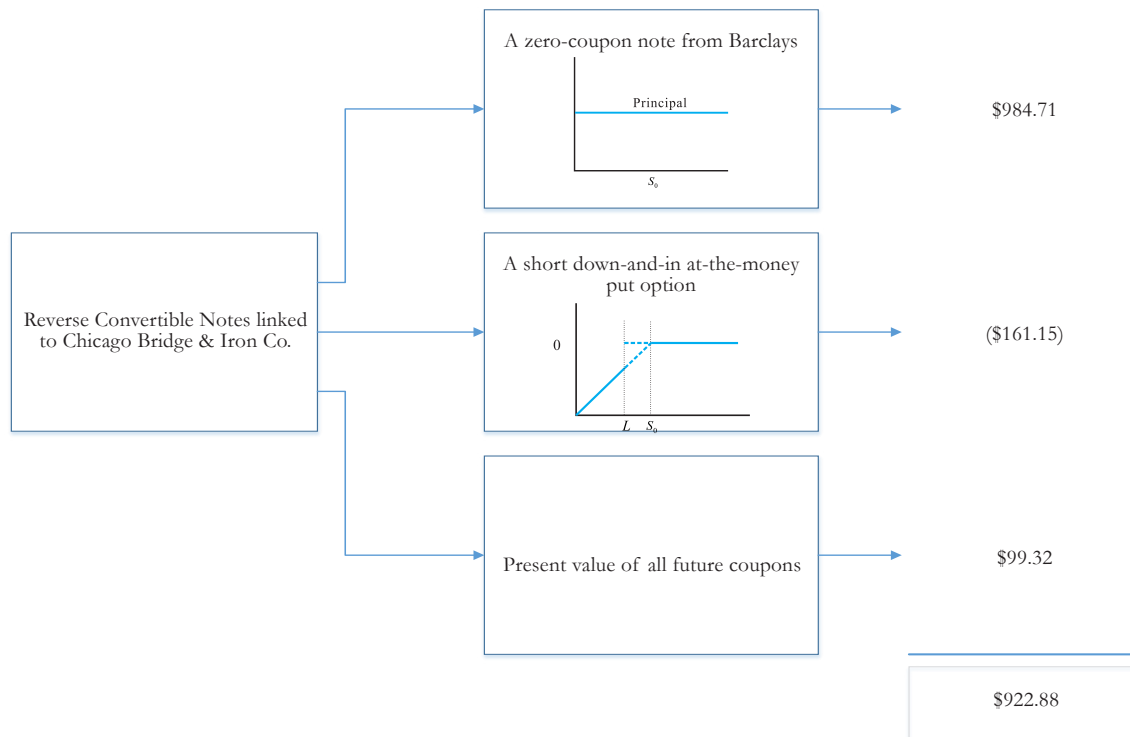 A zero-coupon note from Barclays
Principal
S₀
$984.71
Reverse Convertible Notes linked
to Chicago Bridge & Iron Co.
A short down-and-in at-the-money
put option
0
L S₀
($161.15)
Present value of all future coupons
$99.32
$922.88